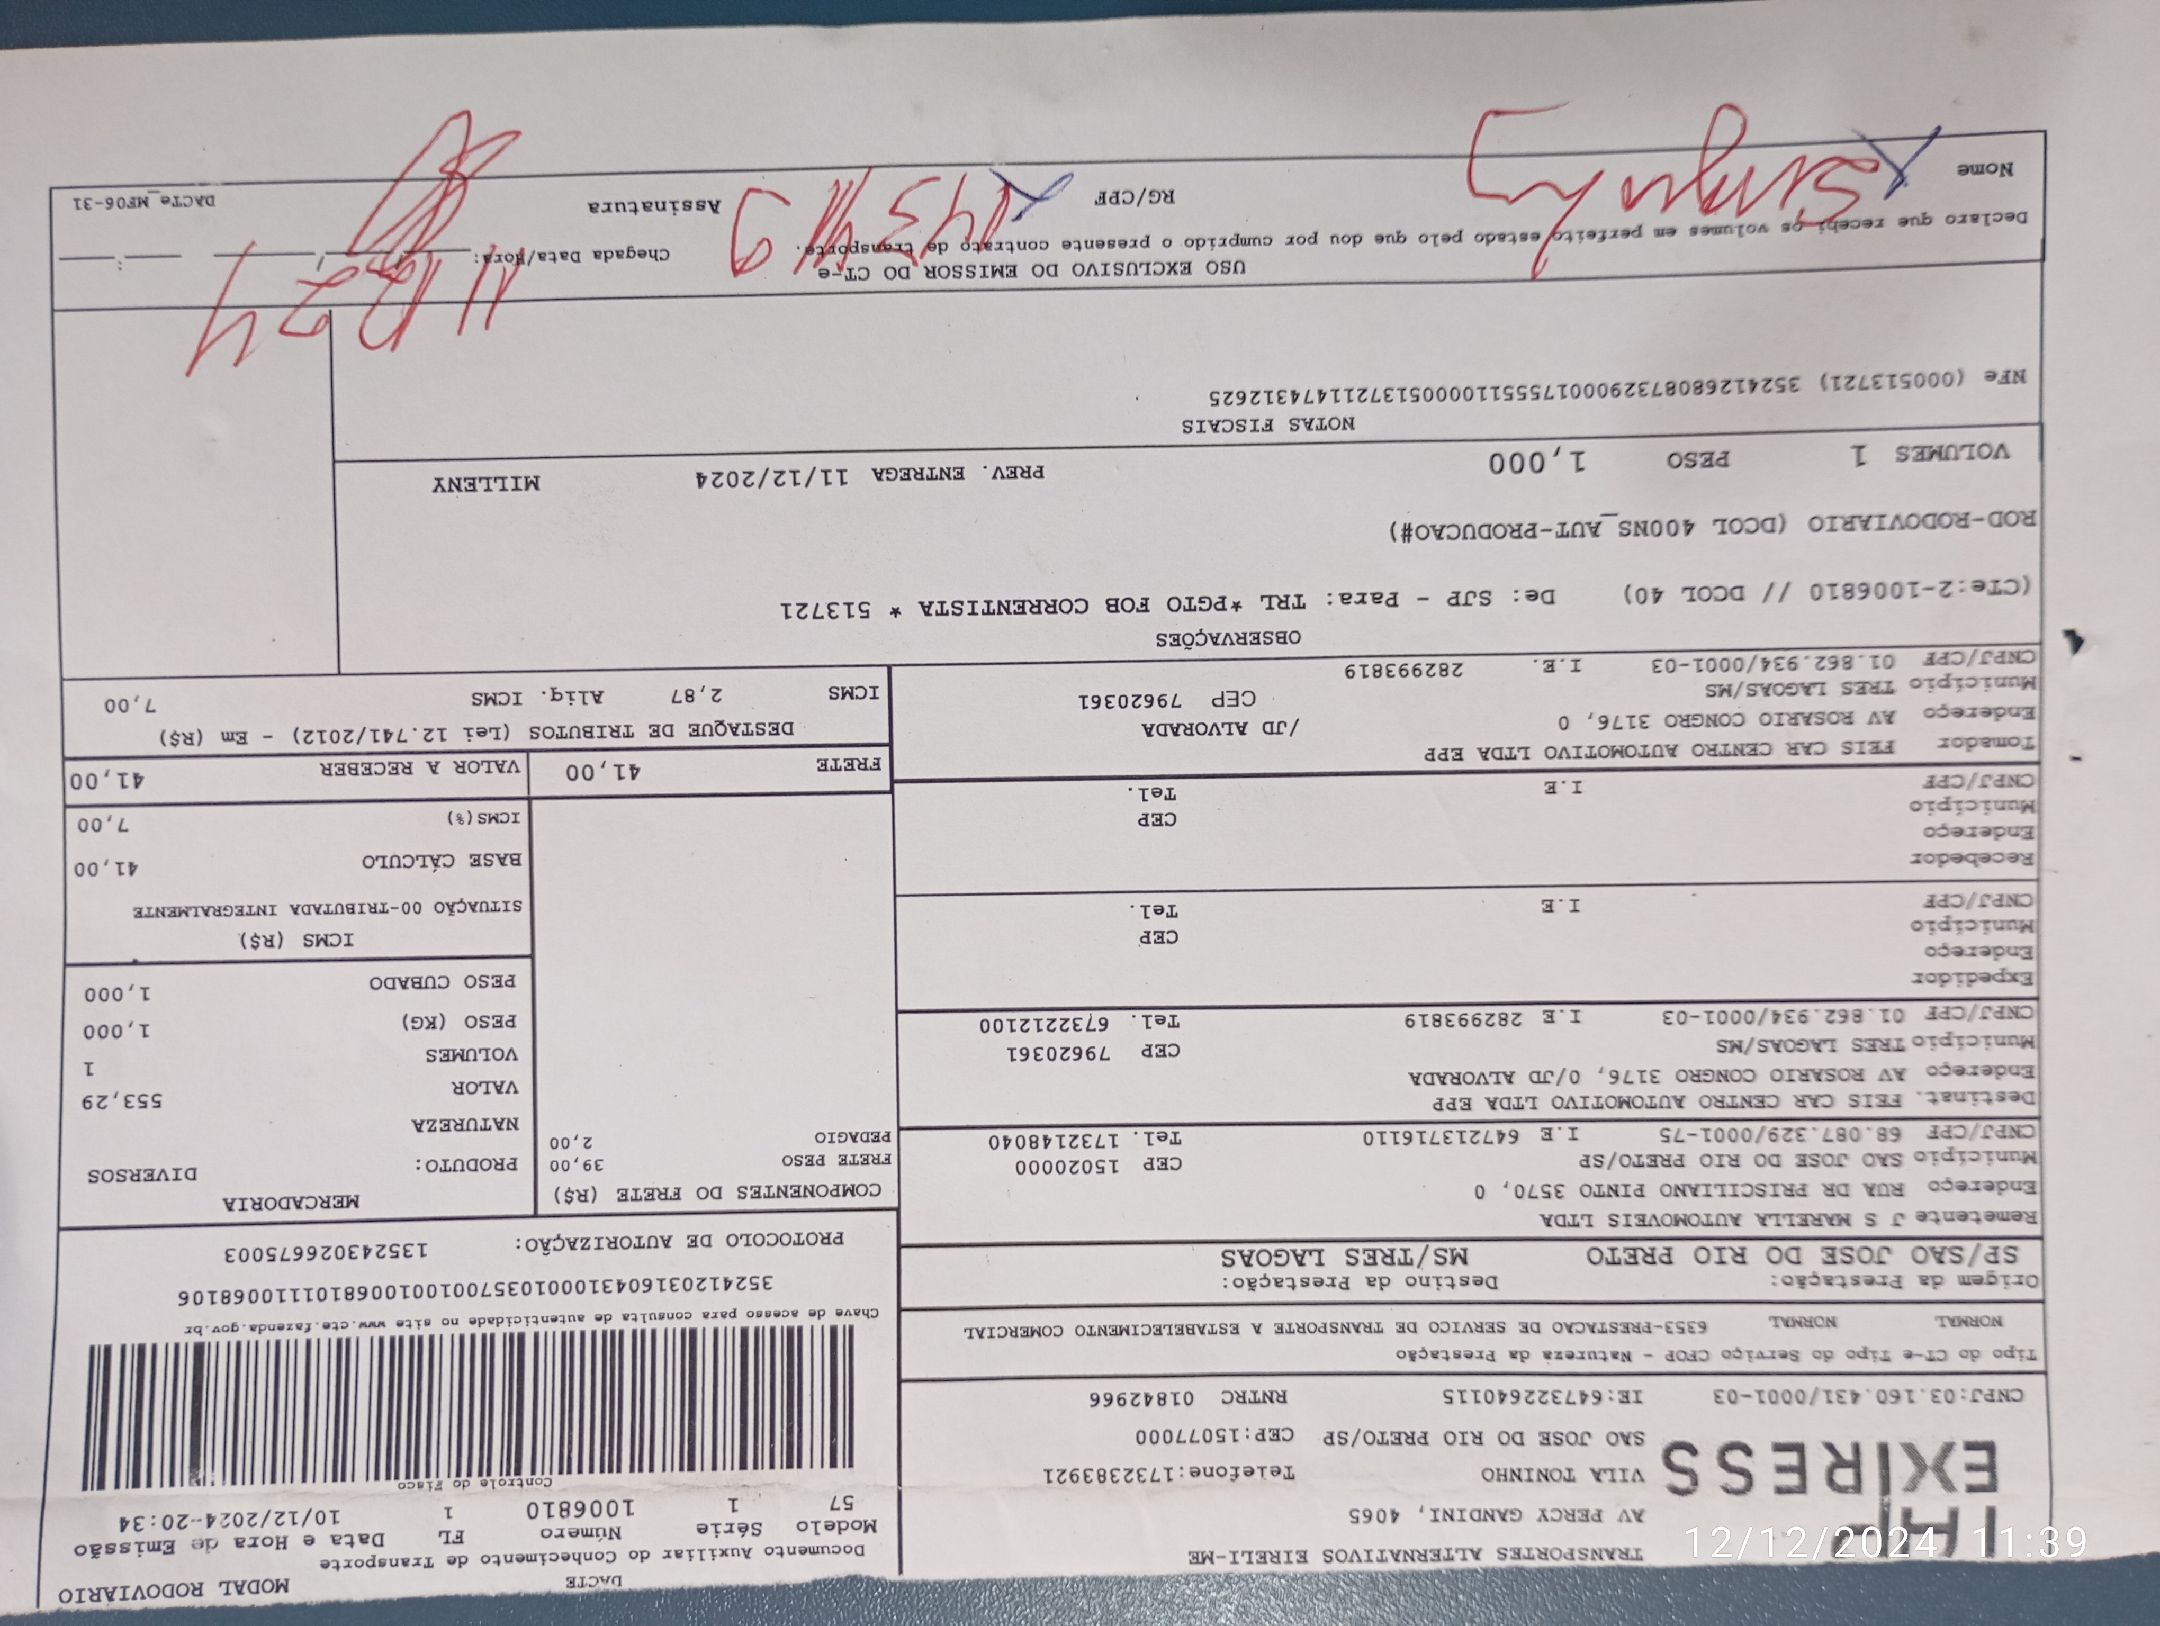 TRANSPORTES ALTERNATIVOS EIRELI-ME
AV PERCY GANDINI, 4065
VILA TONINHO Telefone:1732383921
SAO JOSE DO RIO PRETO/SP CEP:15077000
EXPRESS
CNPJ:03.160.431/0001-03 IE:647322640115 RNTRC 01842966
DACTE MODAL RODOVIÁRIO
Documento Auxiliar do Conhecimento de Transporte
Modelo Série Número FL Data e Hora de Emissão
57 1 1006810 1 10/12/2024-20:34
Controle do Fisco
Chave de acesso para consulta de autenticidade no site www.cte.fazenda.gov.br
35241203160431000103570010010068101110068106
PROTOCOLO DE AUTORIZAÇÃO: 135243026675003
Tipo do CT-e Tipo do Serviço CFOP - Natureza da Prestação
NORMAL NORMAL 6353-PRESTACAO DE SERVICO DE TRANSPORTE A ESTABELECIMENTO COMERCIAL
Origem da Prestação: Destino da Prestação:
SP/SAO JOSE DO RIO PRETO MS/TRES LAGOAS
Remetente J S MARELLA AUTOMOVEIS LTDA
Endereço RUA DR PRISCILIANO PINTO 3570, 0
Município SAO JOSE DO RIO PRETO/SP CEP 15020000
CNPJ/CPF 68.087.329/0001-75 I.E 647213716110 Tel. 1732148040
Destinat. FEIS CAR CENTRO AUTOMOTIVO LTDA EPP
Endereço AV ROSARIO CONGRO 3176, 0/JD ALVORADA
Município TRES LAGOAS/MS CEP 79620361
CNPJ/CPF 01.862.934/0001-03 I.E 282993819 Tel. 6732212100
Expedidor
Endereço
Município CEP
CNPJ/CPF I.E Tel.
Recebedor
Endereço
Município CEP
CNPJ/CPF I.E Tel.
Tomador FEIS CAR CENTRO AUTOMOTIVO LTDA EPP
Endereço AV ROSARIO CONGRO 3176, 0 /JD ALVORADA
Município TRES LAGOAS/MS CEP 79620361
CNPJ/CPF 01.862.934/0001-03 I.E. 282993819
COMPONENTES DO FRETE (R$)
FRETE PESO 39,00
PEDAGIO 2,00
MERCADORIA
PRODUTO: DIVERSOS
NATUREZA
VALOR 553,29
VOLUMES 1
PESO (KG) 1,000
PESO CUBADO 1,000
ICMS (R$)
SITUAÇÃO 00-TRIBUTADA INTEGRALMENTE
BASE CÁLCULO 41,00
ICMS(%) 7,00
FRETE 41,00 VALOR A RECEBER 41,00
DESTAQUE DE TRIBUTOS (Lei 12.741/2012) - Em (R$)
ICMS 2,87 Aliq. ICMS 7,00
OBSERVAÇÕES
(CTe:2-1006810 // DCOL 40) De: SJP - Para: TRL *PGTO FOB CORRENTISTA * 513721
ROD-RODOVIARIO (DCOL 400NS_AUT-PRODUCAO#)
VOLUMES 1 PESO 1,000 PREV. ENTREGA 11/12/2024 MILLENY
NOTAS FISCAIS
NFe (000513721) 35241268087329000175551100005137211474312625
USO EXCLUSIVO DO EMISSOR DO CT-e
Declaro que recebi os volumes em perfeito estado pelo que dou por cumprido o presente contrato de transporte.
Chegada Data/Hora:
Nome RG/CPF Assinatura
DACTe_MF06-31
12/12/2024 11:39